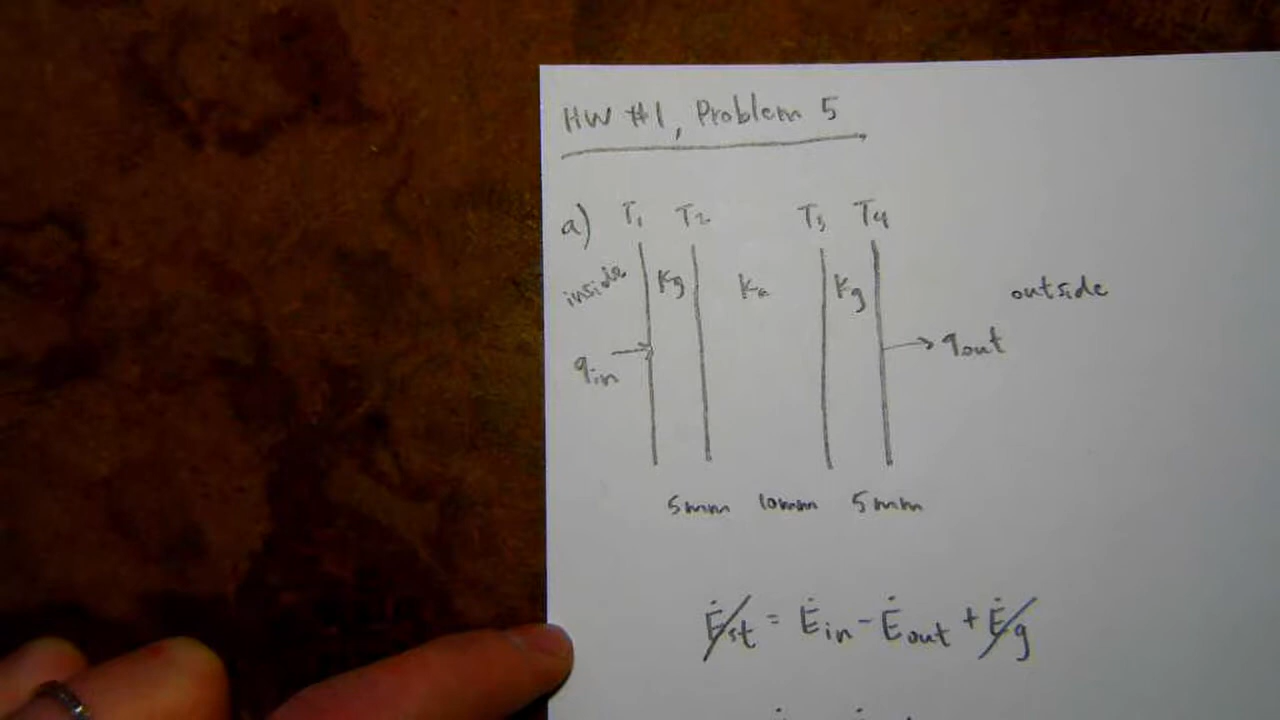 HW #1, Problem 5
a) T1 T2 T3 T4
inside Kg Ka Kg outside
qin qout
5mm 10mm 5mm
Ėst = Ėin - Ėout + Ėg